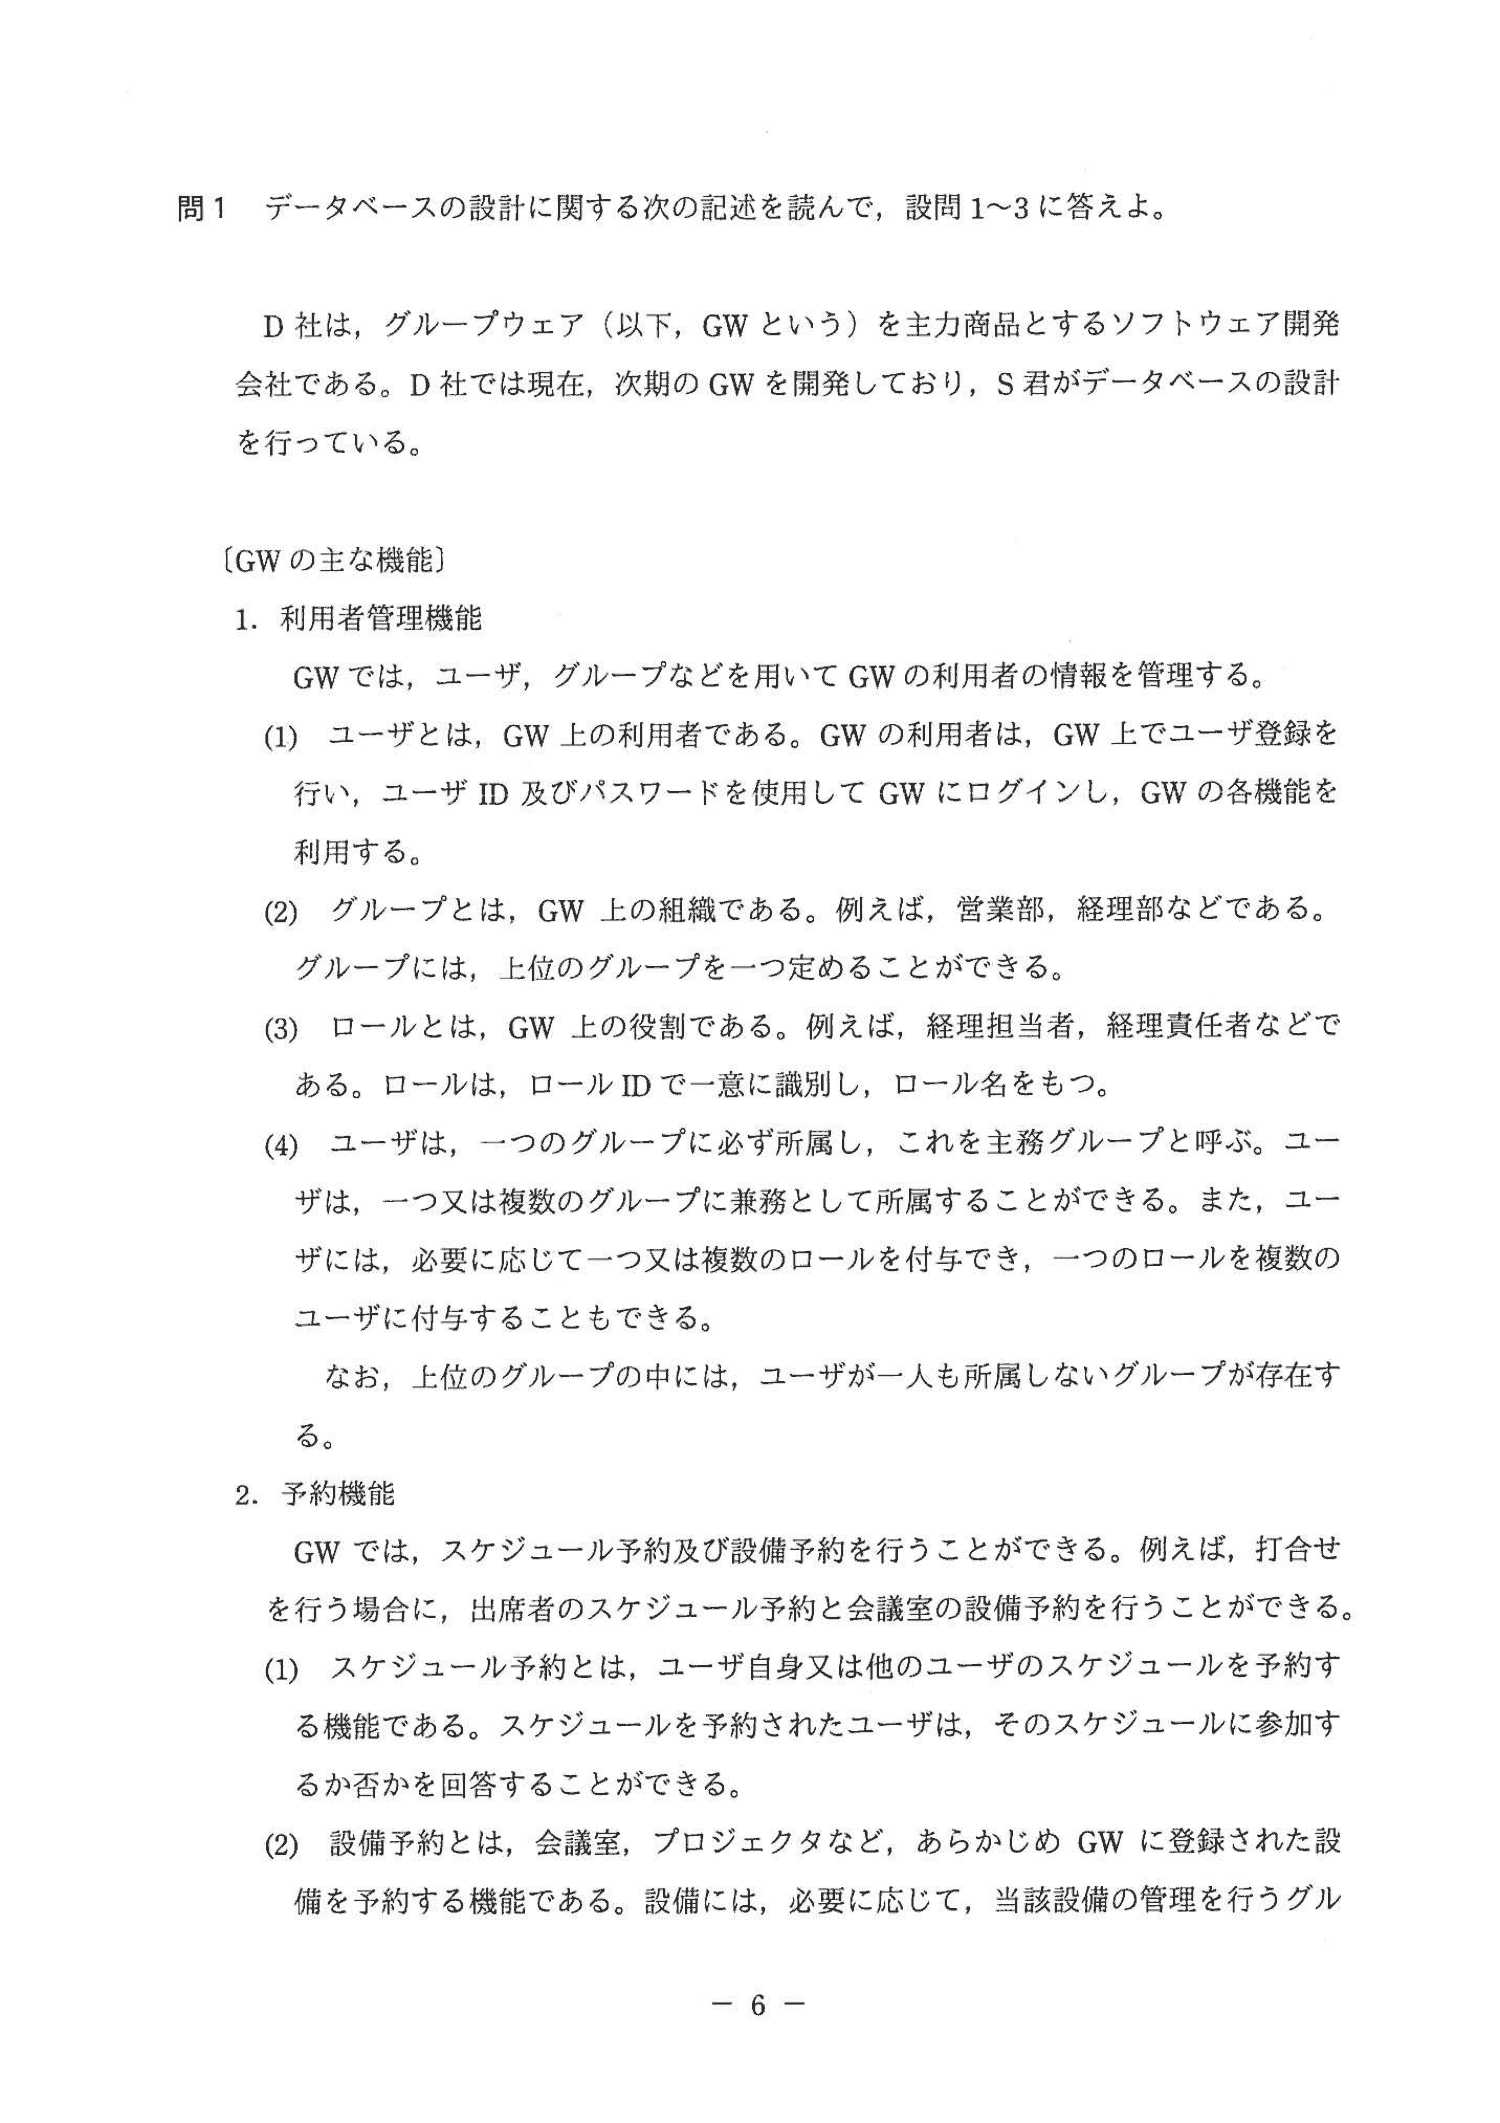 問1　データベースの設計に関する次の記述を読んで，設問1～3に答えよ。
D社は，グループウェア（以下，GWという）を主力商品とするソフトウェア開発
会社である。D社では現在，次期のGWを開発しており，S君がデータベースの設計
を行っている。
〔GWの主な機能〕
1．利用者管理機能
GWでは，ユーザ，グループなどを用いてGWの利用者の情報を管理する。
(1)　ユーザとは，GW上の利用者である。GWの利用者は，GW上でユーザ登録を
行い，ユーザID及びパスワードを使用してGWにログインし，GWの各機能を
利用する。
(2)　グループとは，GW上の組織である。例えば，営業部，経理部などである。
グループには，上位のグループを一つ定めることができる。
(3)　ロールとは，GW上の役割である。例えば，経理担当者，経理責任者などで
ある。ロールは，ロールIDで一意に識別し，ロール名をもつ。
(4)　ユーザは，一つのグループに必ず所属し，これを主務グループと呼ぶ。ユー
ザは，一つ又は複数のグループに兼務として所属することができる。また，ユー
ザには，必要に応じて一つ又は複数のロールを付与でき，一つのロールを複数の
ユーザに付与することもできる。
なお，上位のグループの中には，ユーザが一人も所属しないグループが存在す
る。
2．予約機能
GWでは，スケジュール予約及び設備予約を行うことができる。例えば，打合せ
を行う場合に，出席者のスケジュール予約と会議室の設備予約を行うことができる。
(1)　スケジュール予約とは，ユーザ自身又は他のユーザのスケジュールを予約す
る機能である。スケジュールを予約されたユーザは，そのスケジュールに参加す
るか否かを回答することができる。
(2)　設備予約とは，会議室，プロジェクタなど，あらかじめGWに登録された設
備を予約する機能である。設備には，必要に応じて，当該設備の管理を行うグル
－ 6 －